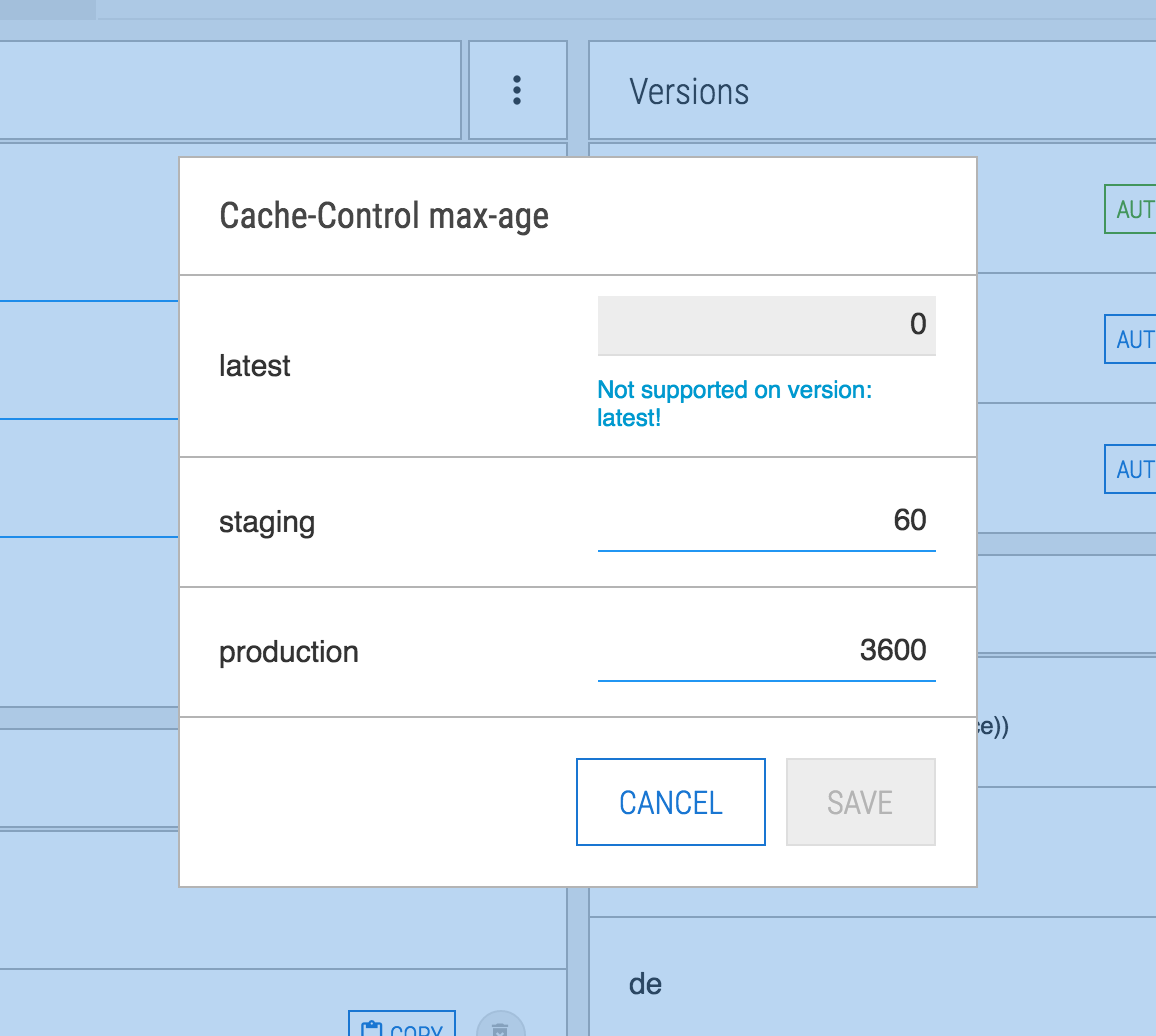 Versions
AUT
Cache-Control max-age
latest
0
Not supported on version:
latest!
AUT
AUT
staging
60
production
3600
e))
CANCEL
SAVE
de
COPY